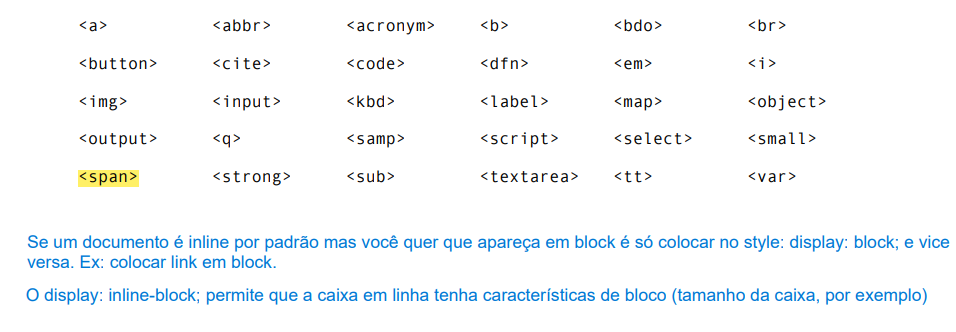 <a> <abbr> <acronym> <b> <bdo> <br>
<button> <cite> <code> <dfn> <em> <i>
<img> <input> <kbd> <label> <map> <object>
<output> <q> <samp> <script> <select> <small>
<span> <strong> <sub> <textarea> <tt> <var>
Se um documento é inline por padrão mas você quer que apareça em block é só colocar no style: display: block; e vice
versa. Ex: colocar link em block.
O display: inline-block; permite que a caixa em linha tenha características de bloco (tamanho da caixa, por exemplo)